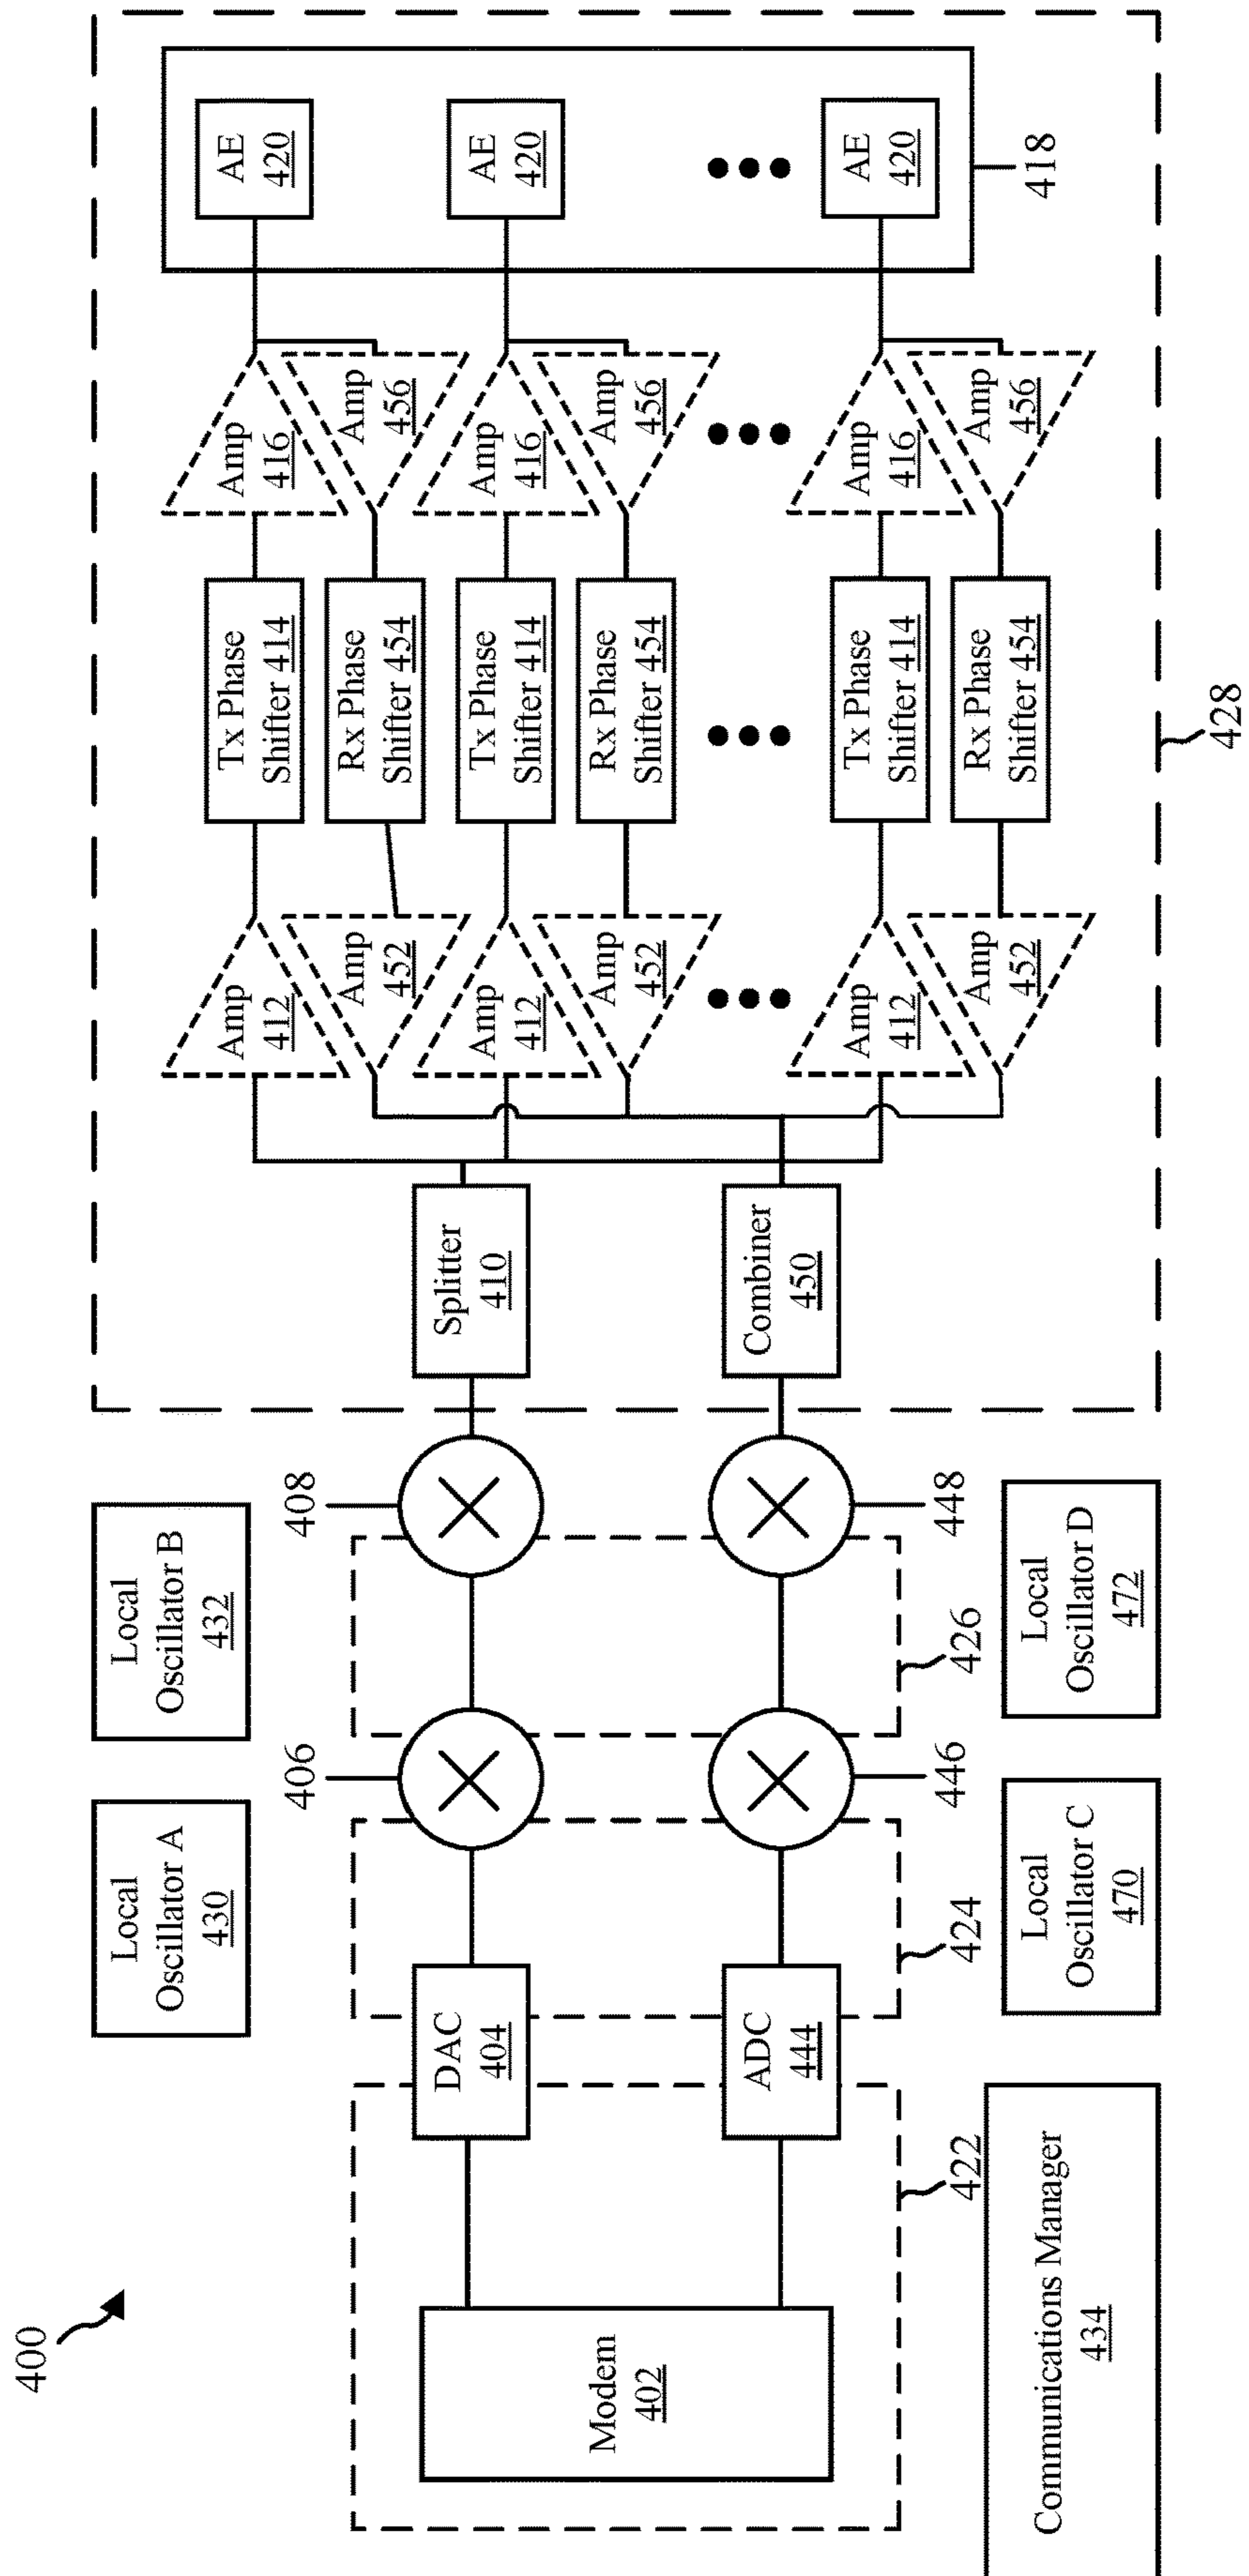 400
Local
Oscillator A
430
Local
Oscillator B
432
406
408
Modem
402
DAC
404
ADC
444
Splitter
410
Combiner
450
Amp
412
Amp
452
Amp
412
Amp
452
Amp
412
Amp
452
Tx Phase
Shifter 414
Rx Phase
Shifter 454
Tx Phase
Shifter 414
Rx Phase
Shifter 454
Tx Phase
Shifter 414
Rx Phase
Shifter 454
Amp
416
Amp
456
Amp
416
Amp
456
Amp
416
Amp
456
AE
420
AE
420
AE
420
418
422
424
446
426
448
428
Communications Manager
434
Local
Oscillator C
470
Local
Oscillator D
472